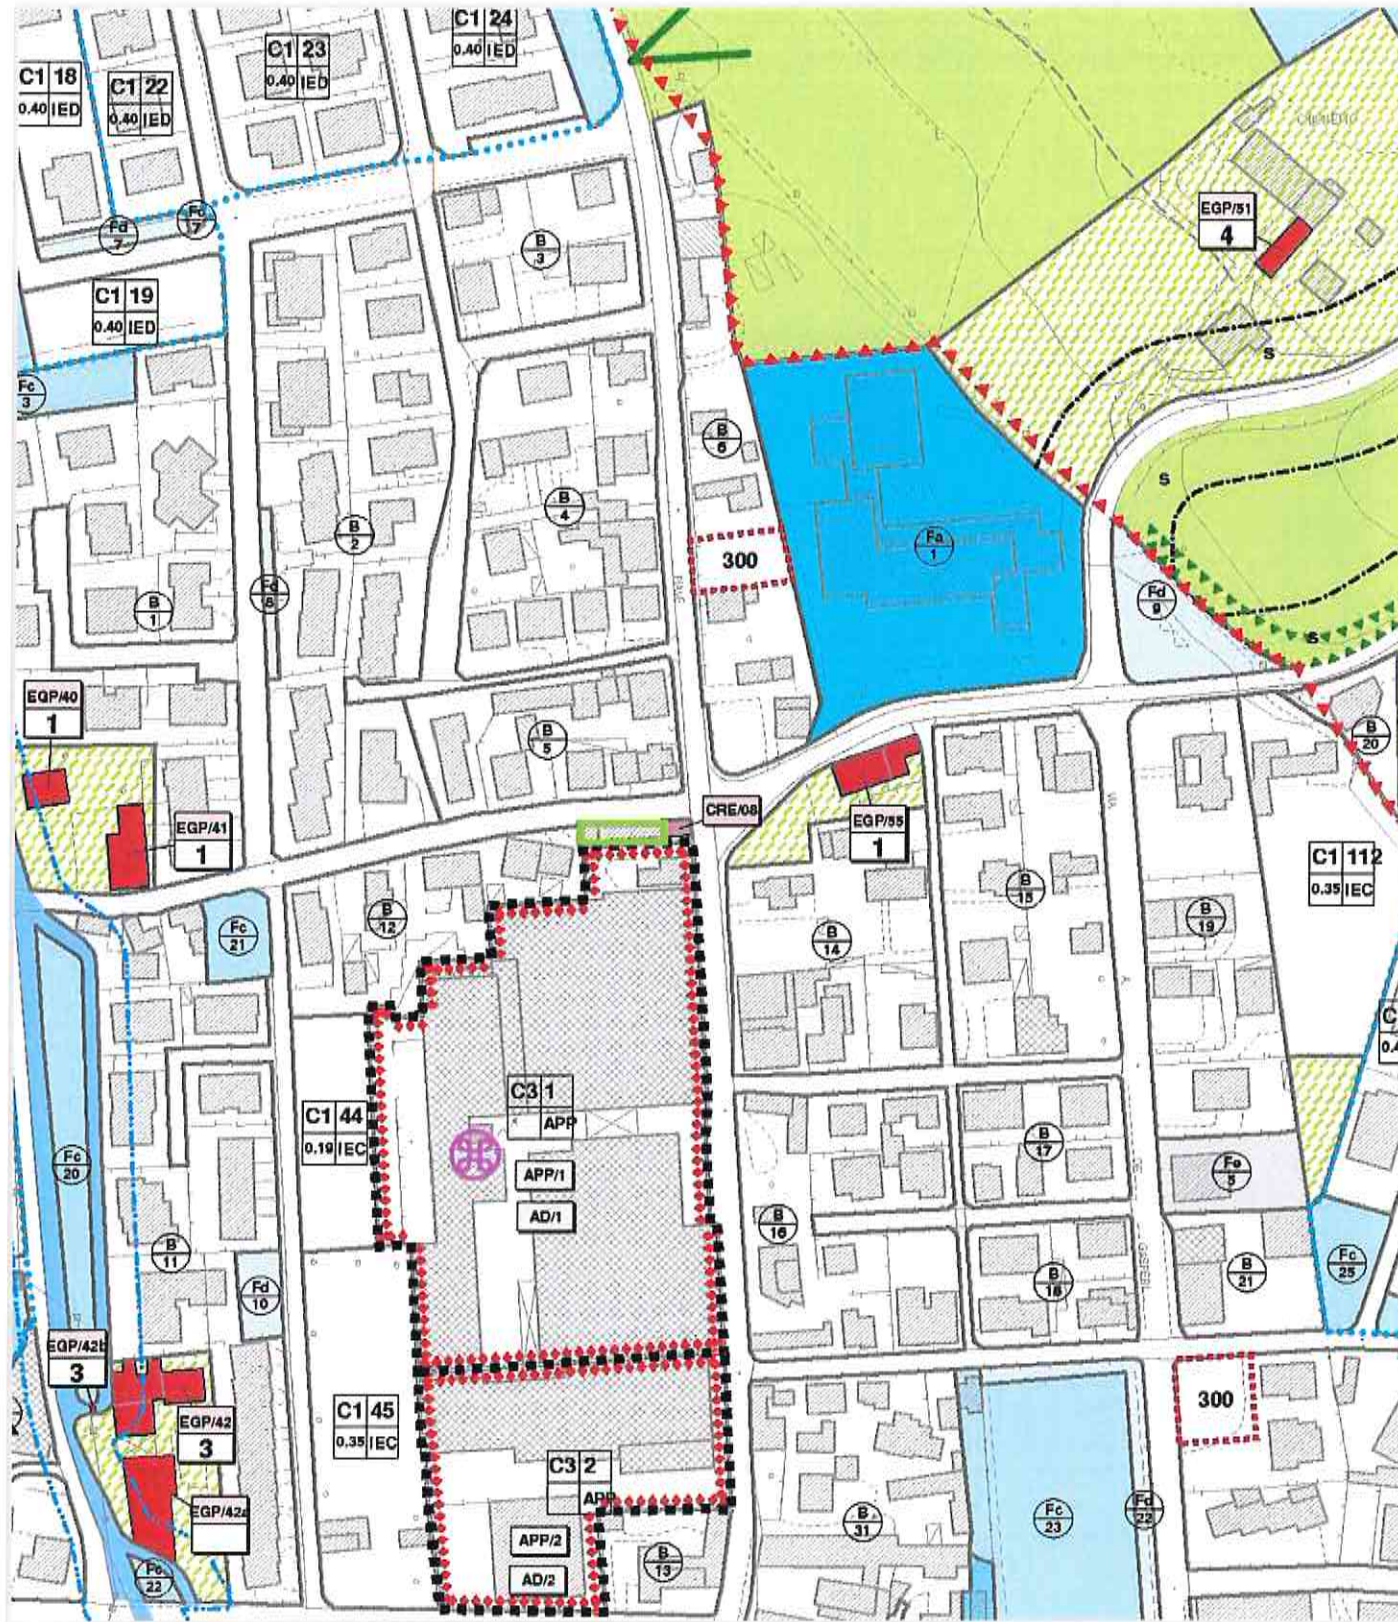 C1 24
0.40 IED
C1 23
0.40 IED
C1 18
0.40 IED
C1 22
0.40 IED
EGP/51
4
Fd
7
Fc
17
B
3
C1 19
0.40 IED
S
Fc
3
B
6
S
B
4
B
2
Fa
1
300
Fd
9
B
1
S
EGP/40
1
B
20
B
5
CRE/08
EGP/41
1
EGP/55
1
VIA
C1 112
0.35 IEC
B
15
B
12
B
19
Fc
21
B
14
A.
C3 1
APP
C1 44
0.19 IEC
B
17
Fc
20
APP/1
Fe
5
AD/1
B
16
B
11
DE
GASPERI
Fc
25
B
21
B
18
Fd
10
EGP/42b
3
300
C1 45
0.35 IEC
EGP/42
3
C3 2
APP
EGP/42a
Fc
23
Fd
22
B
31
APP/2
B
13
AD/2
Fc
22